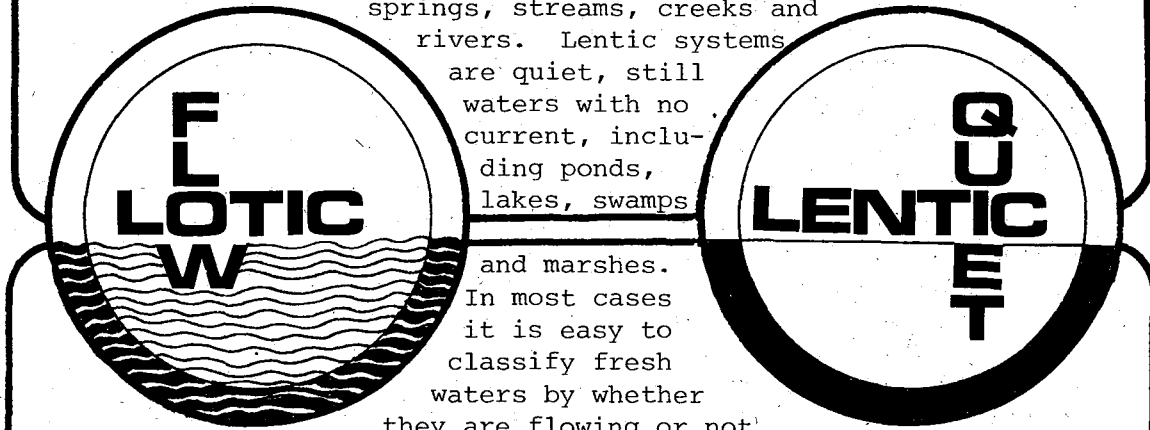 springs, streams, creeks and
rivers. Lentic systems
are quiet, still
waters with no
current, inclu-
ding ponds,
lakes, swamps
and marshes.
In most cases
it is easy to
classify fresh
waters by whether
they are flowing or not
FLOW
LOTIC
QUIET
LENTIC